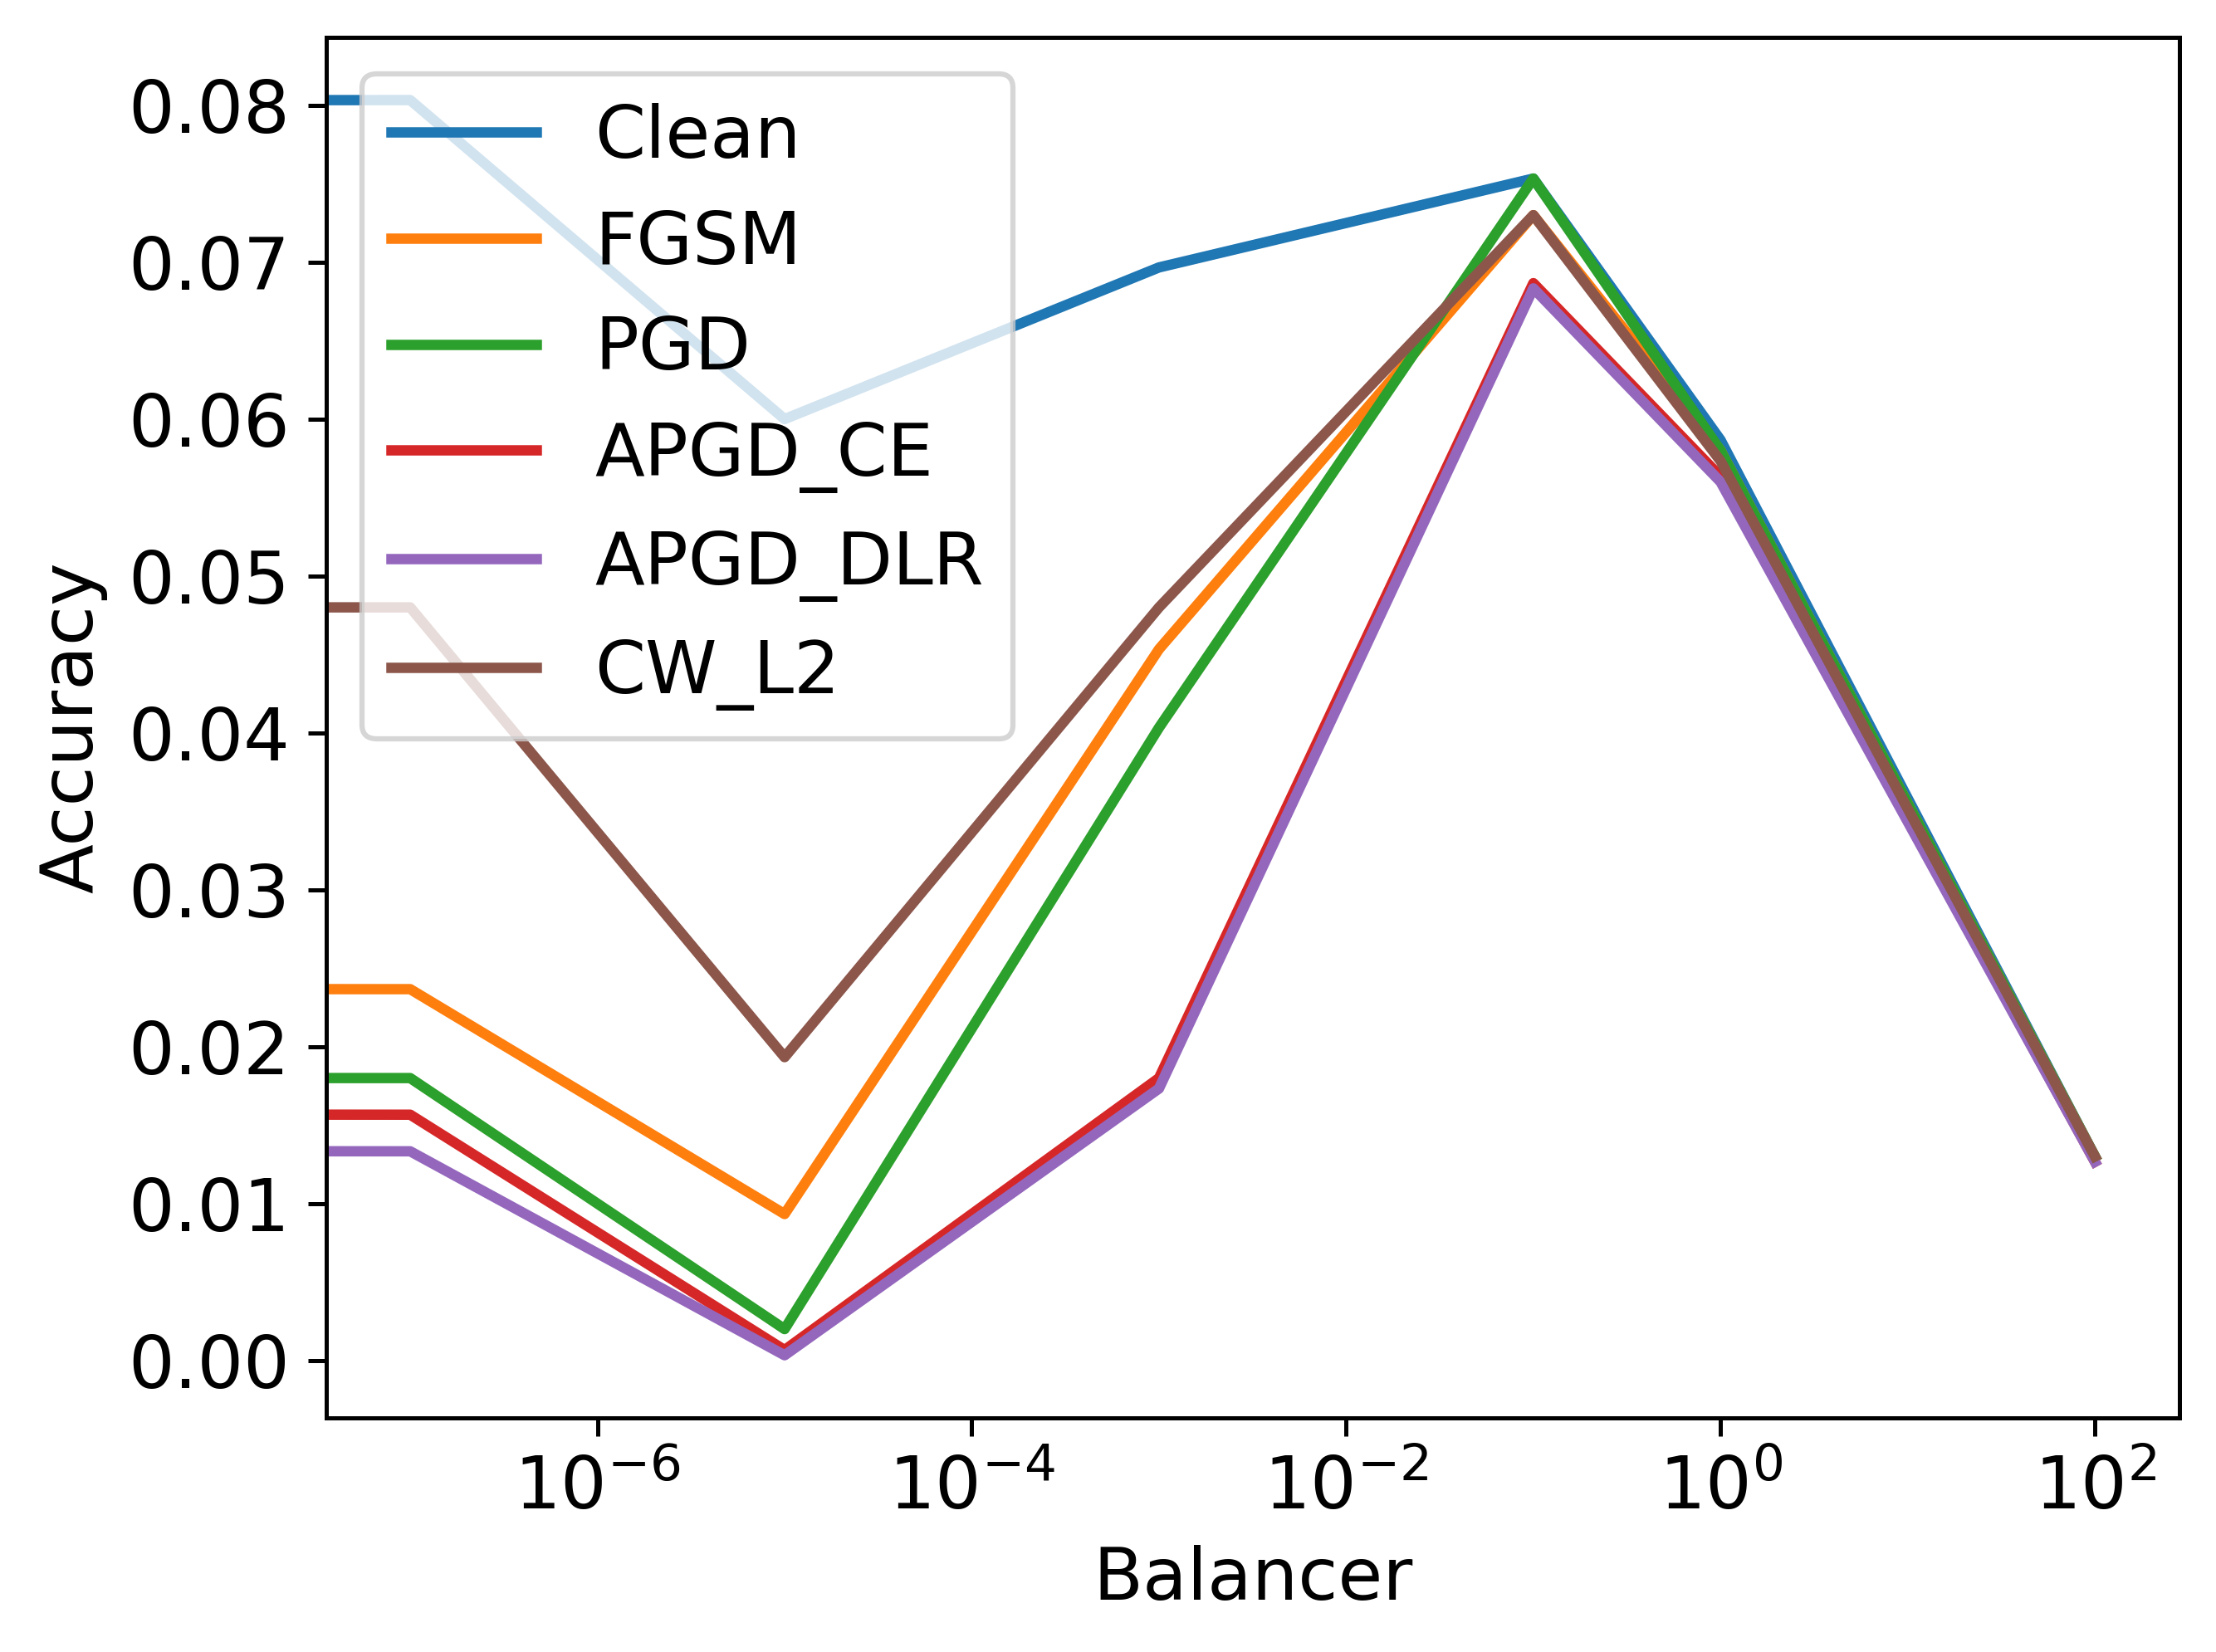 0.08
0.07
0.06
0.05
0.04
0.03
0.02
0.01
0.00
Accuracy
Clean
FGSM
PGD
APGD_CE
APGD_DLR
CW_L2
10⁻⁶
10⁻⁴
10⁻²
10⁰
10²
Balancer